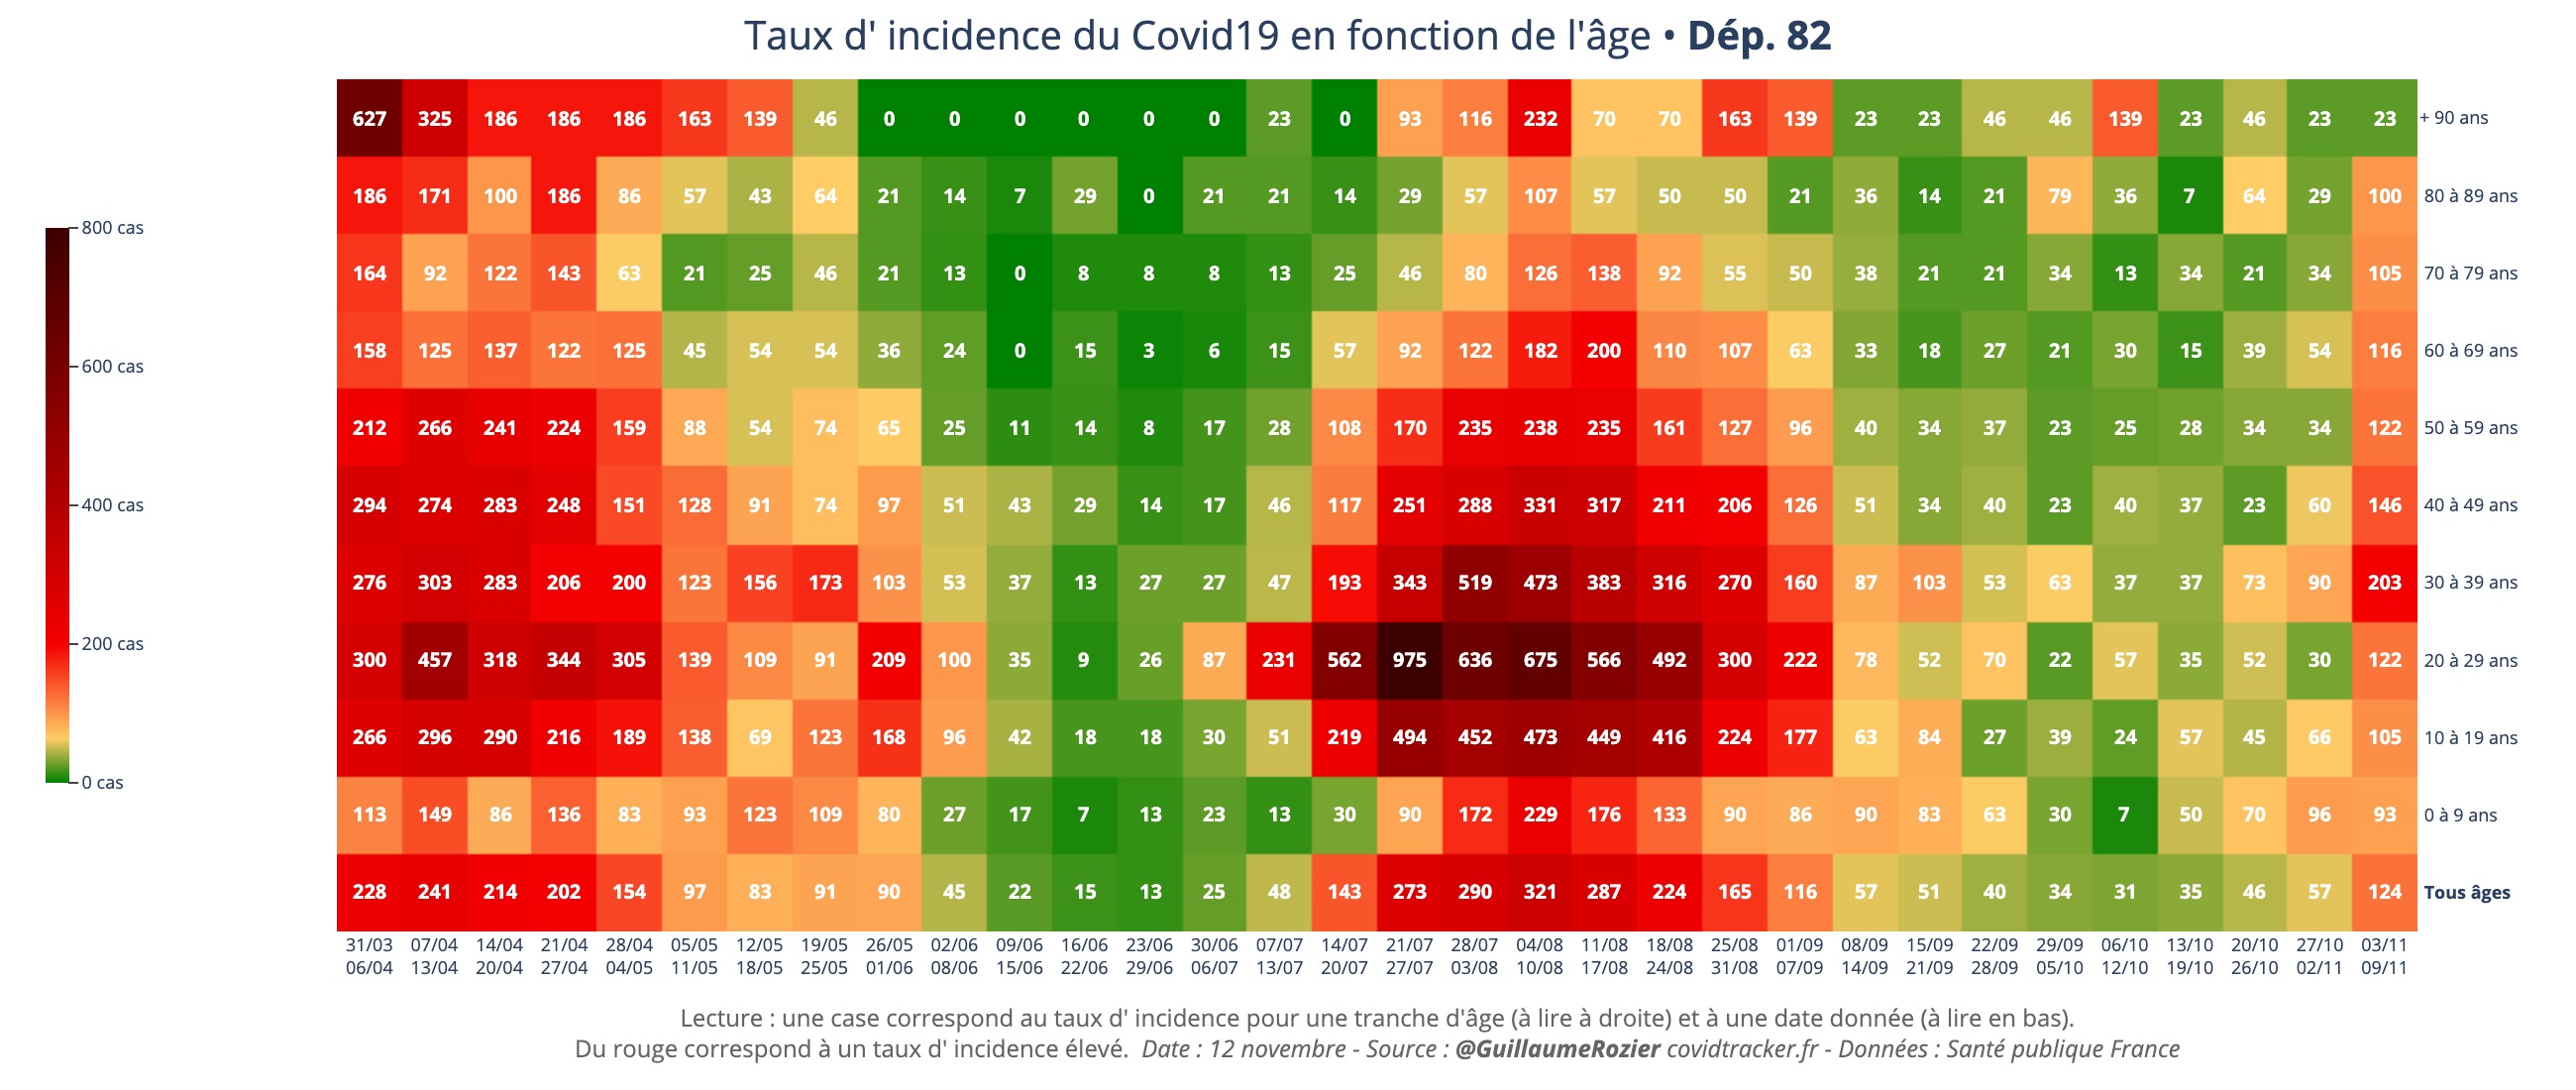 Taux d' incidence du Covid19 en fonction de l'âge • Dép. 82
627 325 186 186 186 163 139 46 0 0 0 0 0 0 23 0 93 116 232 70 70 163 139 23 23 46 46 139 23 46 23 23 + 90 ans
186 171 100 186 86 57 43 64 21 14 7 29 0 21 21 14 29 57 107 57 50 50 21 36 14 21 79 36 7 64 29 100 80 à 89 ans
800 cas
164 92 122 143 63 21 25 46 21 13 0 8 8 8 13 25 46 80 126 138 92 55 50 38 21 21 34 13 34 21 34 105 70 à 79 ans
158 125 137 122 125 45 54 54 36 24 0 15 3 6 15 57 92 122 182 200 110 107 63 33 18 27 21 30 15 39 54 116 60 à 69 ans
600 cas
212 266 241 224 159 88 54 74 65 25 11 14 8 17 28 108 170 235 238 235 161 127 96 40 34 37 23 25 28 34 34 122 50 à 59 ans
400 cas
294 274 283 248 151 128 91 74 97 51 43 29 14 17 46 117 251 288 331 317 211 206 126 51 34 40 23 40 37 23 60 146 40 à 49 ans
276 303 283 206 200 123 156 173 103 53 37 13 27 27 47 193 343 519 473 383 316 270 160 87 103 53 63 37 37 73 90 203 30 à 39 ans
200 cas
300 457 318 344 305 139 109 91 209 100 35 9 26 87 231 562 975 636 675 566 492 300 222 78 52 70 22 57 35 52 30 122 20 à 29 ans
266 296 290 216 189 138 69 123 168 96 42 18 18 30 51 219 494 452 473 449 416 224 177 63 84 27 39 24 57 45 66 105 10 à 19 ans
0 cas
113 149 86 136 83 93 123 109 80 27 17 7 13 23 13 30 90 172 229 176 133 90 86 90 83 63 30 7 50 70 96 93 0 à 9 ans
228 241 214 202 154 97 83 91 90 45 22 15 13 25 48 143 273 290 321 287 224 165 116 57 51 40 34 31 35 46 57 124 Tous âges
31/03 07/04 14/04 21/04 28/04 05/05 12/05 19/05 26/05 02/06 09/06 16/06 23/06 30/06 07/07 14/07 21/07 28/07 04/08 11/08 18/08 25/08 01/09 08/09 15/09 22/09 29/09 06/10 13/10 20/10 27/10 03/11
06/04 13/04 20/04 27/04 04/05 11/05 18/05 25/05 01/06 08/06 15/06 22/06 29/06 06/07 13/07 20/07 27/07 03/08 10/08 17/08 24/08 31/08 07/09 14/09 21/09 28/09 05/10 12/10 19/10 26/10 02/11 09/11
Lecture : une case correspond au taux d' incidence pour une tranche d'âge (à lire à droite) et à une date donnée (à lire en bas).
Du rouge correspond à un taux d' incidence élevé. Date : 12 novembre - Source : @GuillaumeRozier covidtracker.fr - Données : Santé publique France